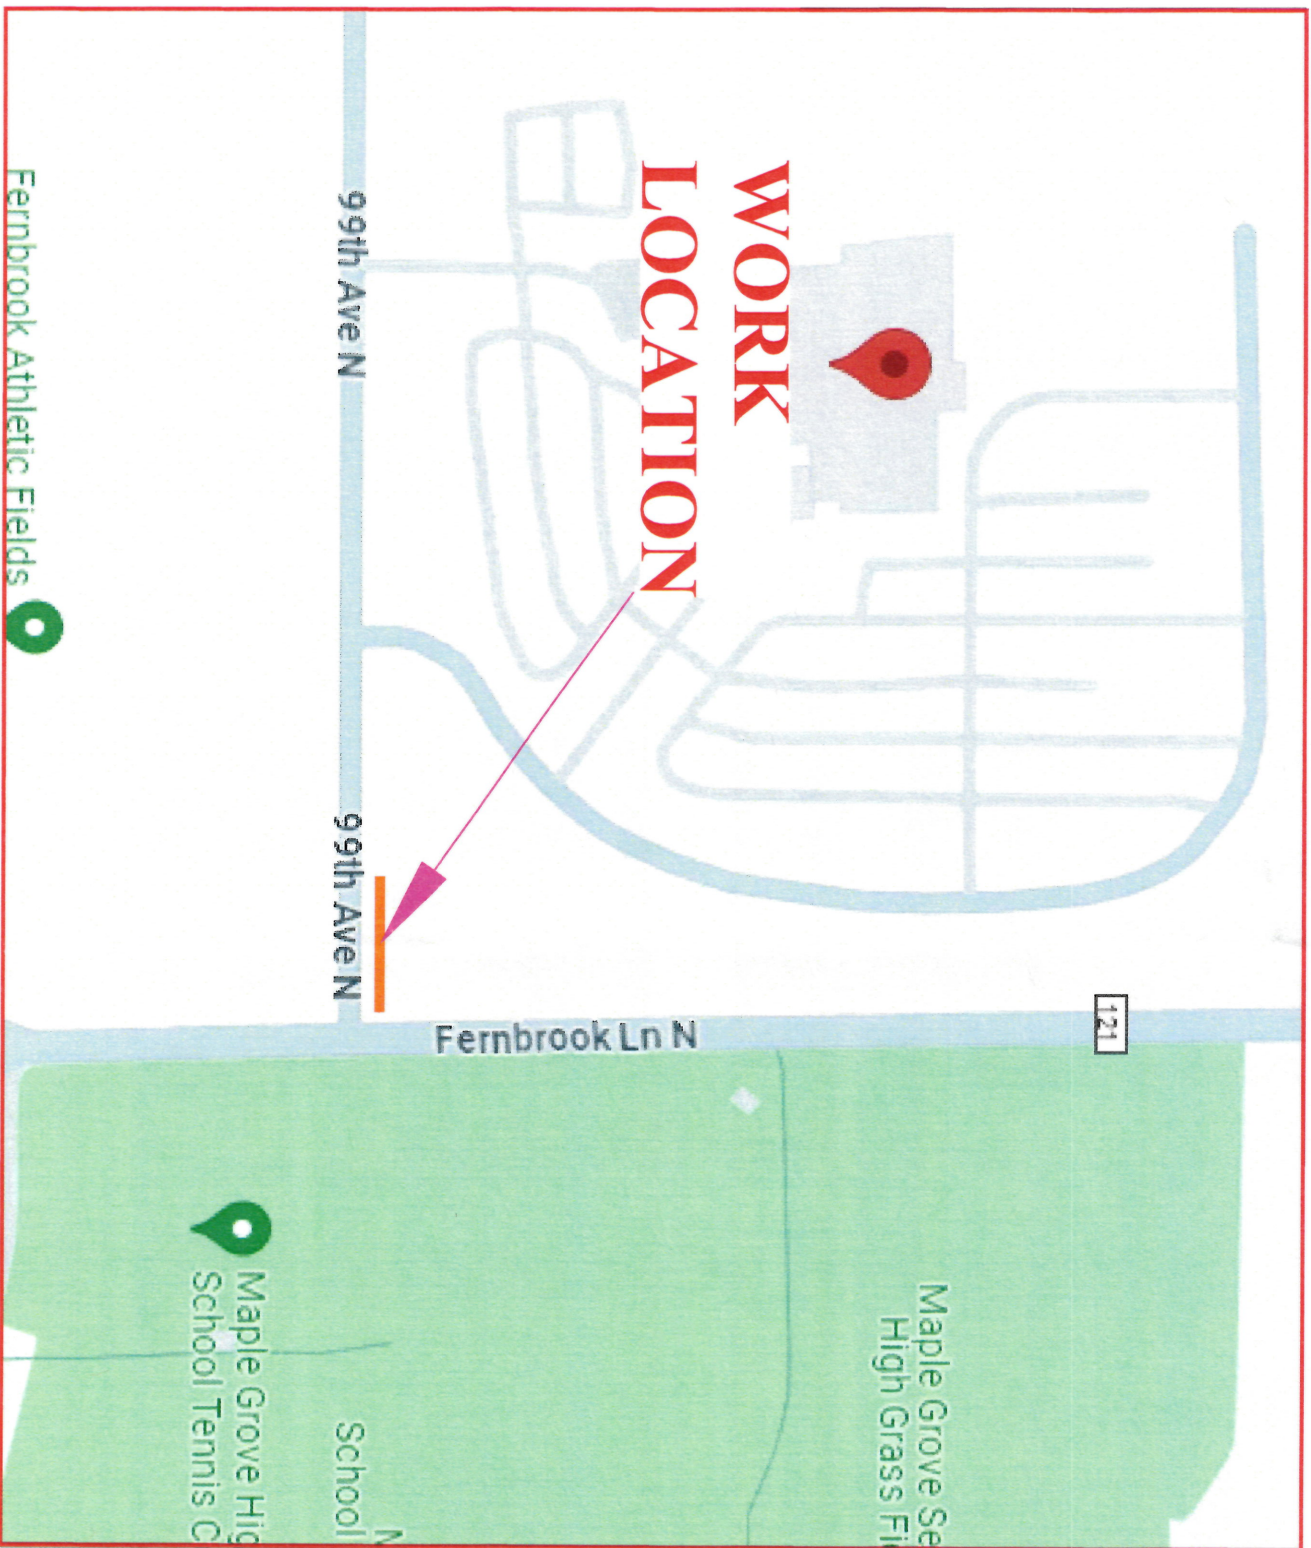 WORK
LOCATION
99th Ave N
99th Ave N
Fernbrook Athletic Fields
Fernbrook Ln N
121
Maple Grove Se
High Grass Fi
Maple Grove Hig
School Tennis C
School